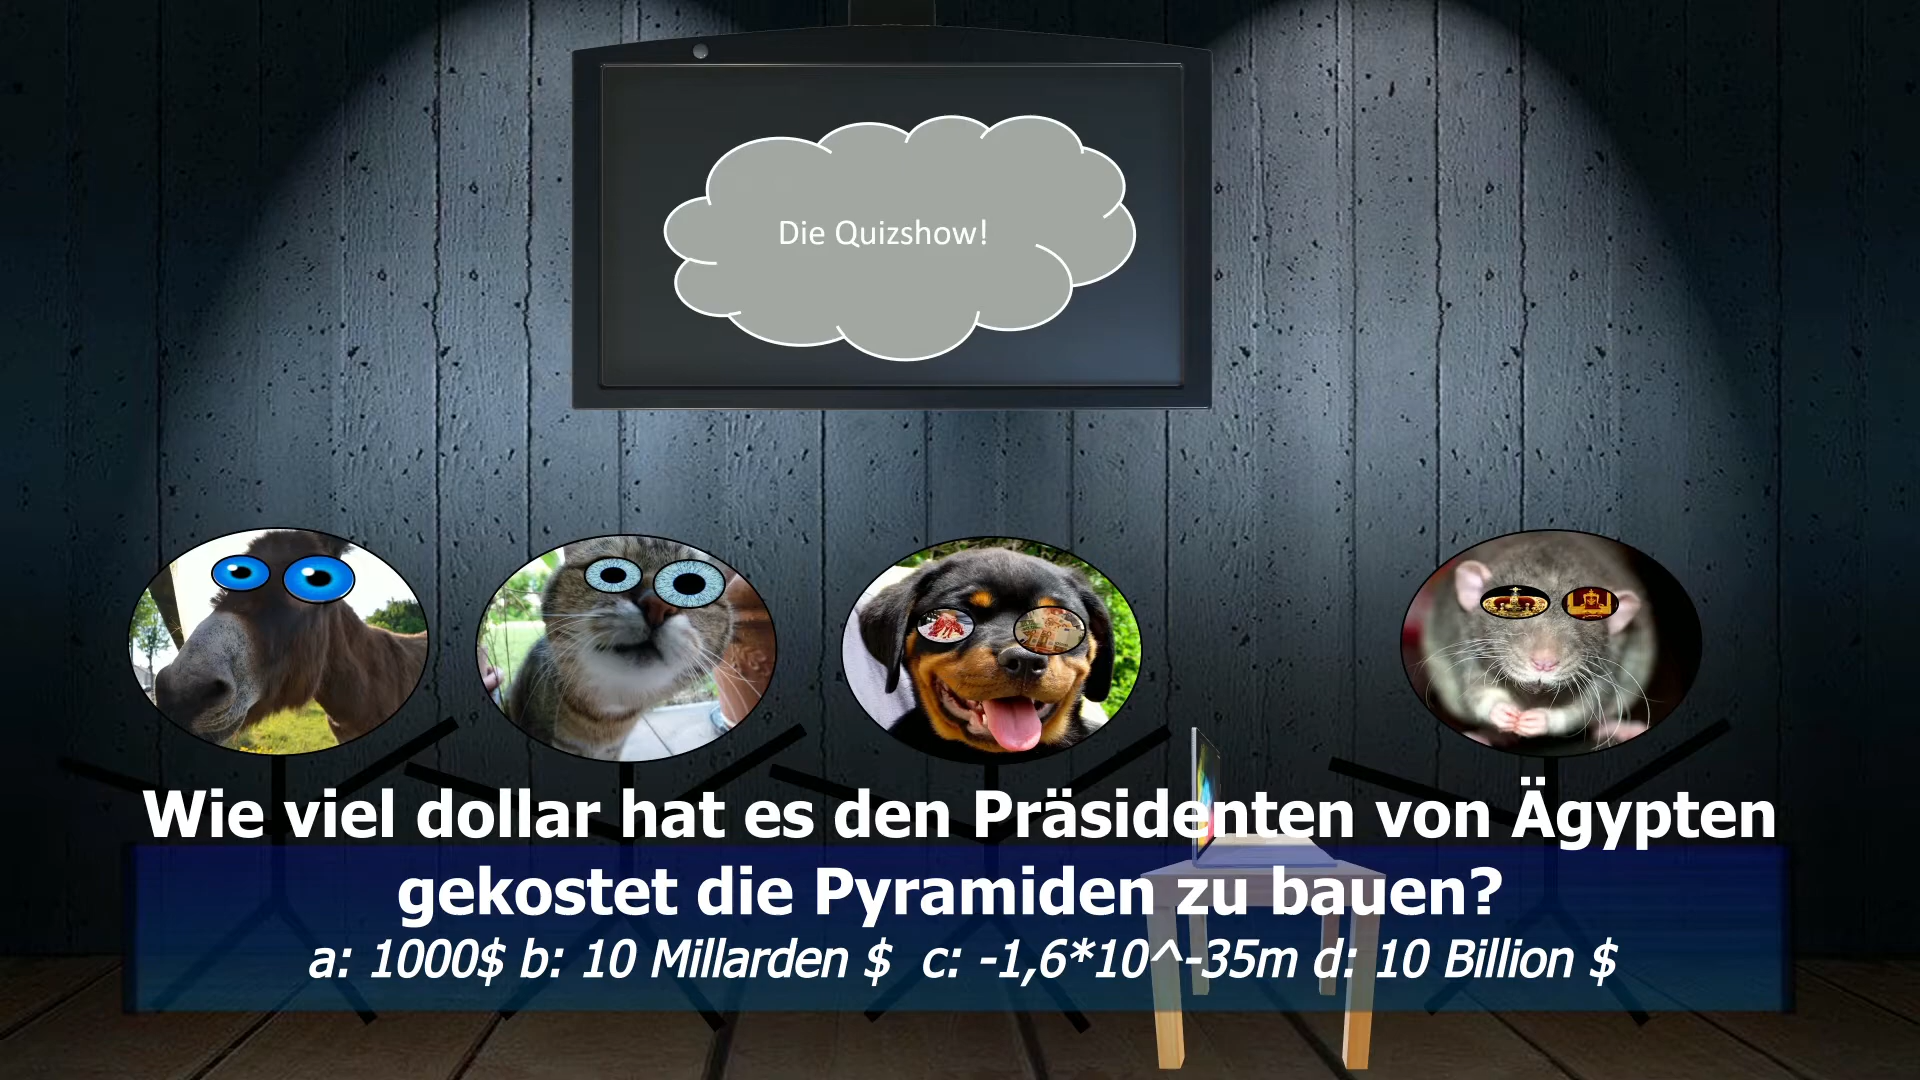 Die Quizshow!
Wie viel dollar hat es den Präsidenten von Ägypten
gekostet die Pyramiden zu bauen?
a: 1000$ b: 10 Millarden $ c: -1,6*10^-35m d: 10 Billion $